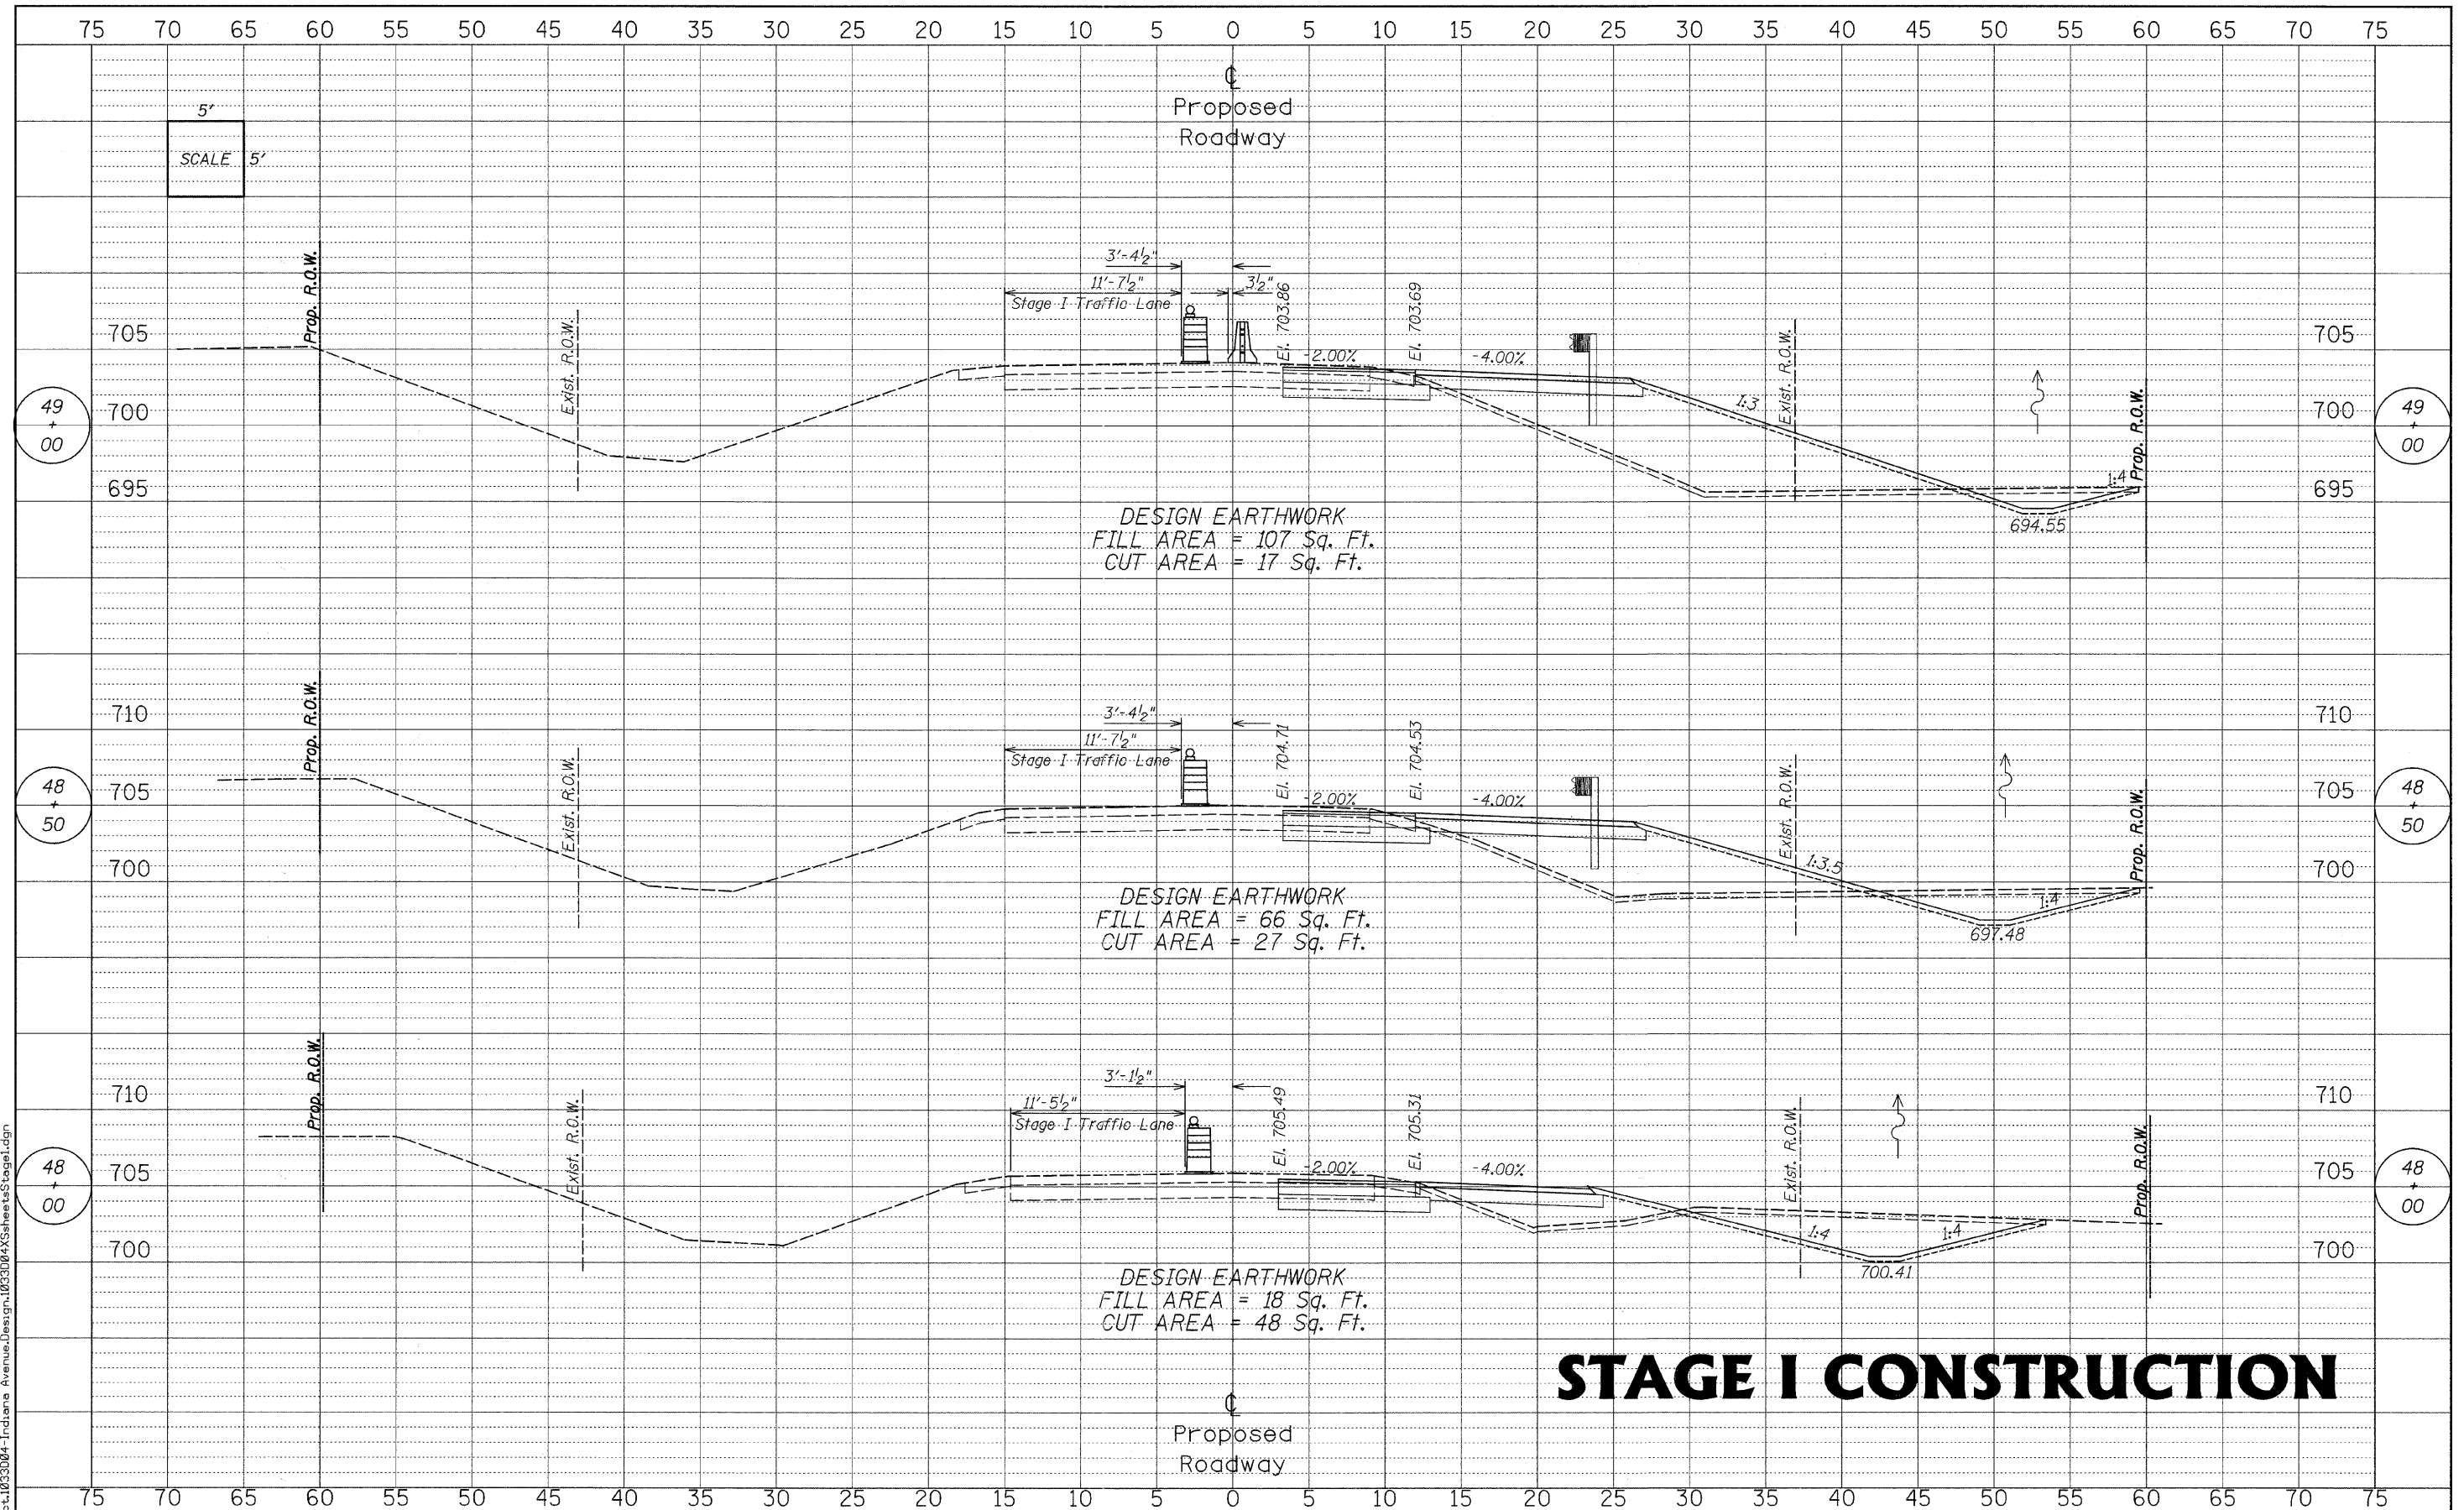 75 70 65 60 55 50 45 40 35 30 25 20 15 10 5 0 5 10 15 20 25 30 35 40 45 50 55 60 65 70 75
℄
Proposed
Roadway
5'
SCALE 5'
Prop. R.O.W.
Exist. R.O.W.
3'-4½"
11'-7½"
3½"
Stage I Traffic Lane
El. 703.86
El. 703.69
-2.00%
-4.00%
1:3
Exist. R.O.W.
1:4
Prop. R.O.W.
705 705
700 700
695 695
49
+
00
49
+
00
694.55
DESIGN EARTHWORK
FILL AREA = 107 Sq. Ft.
CUT AREA = 17 Sq. Ft.
Prop. R.O.W.
Exist. R.O.W.
3'-4½"
11'-7½"
Stage I Traffic Lane
El. 704.71
El. 704.53
-2.00%
-4.00%
1:3.5
Exist. R.O.W.
1:4
Prop. R.O.W.
710 710
705 705
700 700
48
+
50
48
+
50
697.48
DESIGN EARTHWORK
FILL AREA = 66 Sq. Ft.
CUT AREA = 27 Sq. Ft.
Prop. R.O.W.
Exist. R.O.W.
3'-1½"
11'-5½"
Stage I Traffic Lane
El. 705.49
El. 705.31
-2.00%
-4.00%
Exist. R.O.W.
1:4
1:4
Prop. R.O.W.
710 710
705 705
700 700
48
+
00
48
+
00
700.41
DESIGN EARTHWORK
FILL AREA = 18 Sq. Ft.
CUT AREA = 48 Sq. Ft.
STAGE I CONSTRUCTION
℄
Proposed
Roadway
75 70 65 60 55 50 45 40 35 30 25 20 15 10 5 0 5 10 15 20 25 30 35 40 45 50 55 60 65 70 75
Avenue.Design.1033D04XSsheetsStage1.dgn